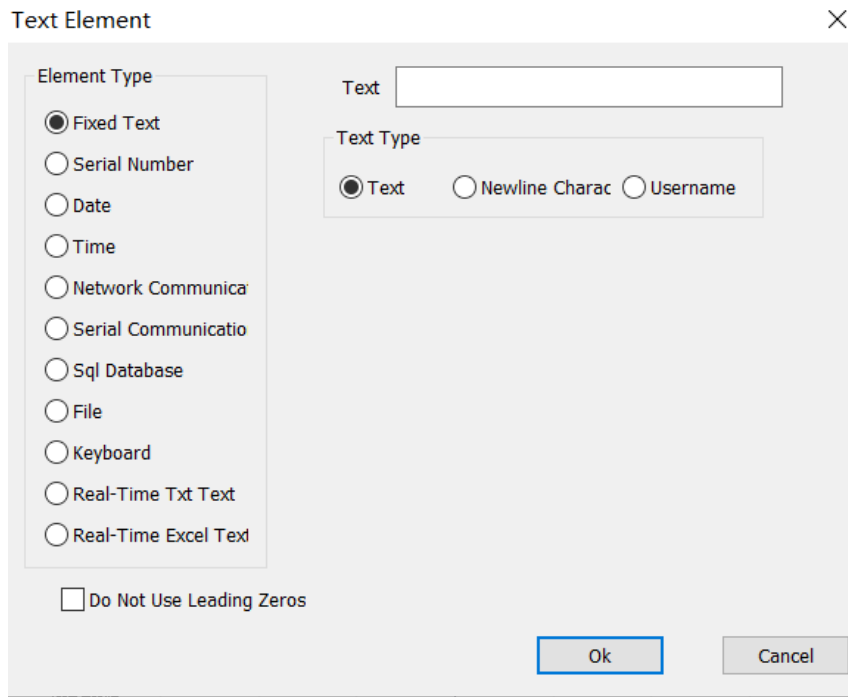 Text Element
Element Type
Fixed Text
Serial Number
Date
Time
Network Communica
Serial Communicatio
Sql Database
File
Keyboard
Real-Time Txt Text
Real-Time Excel Text
Do Not Use Leading Zeros
Text
Text Type
Text Newline Charac Username
Ok Cancel